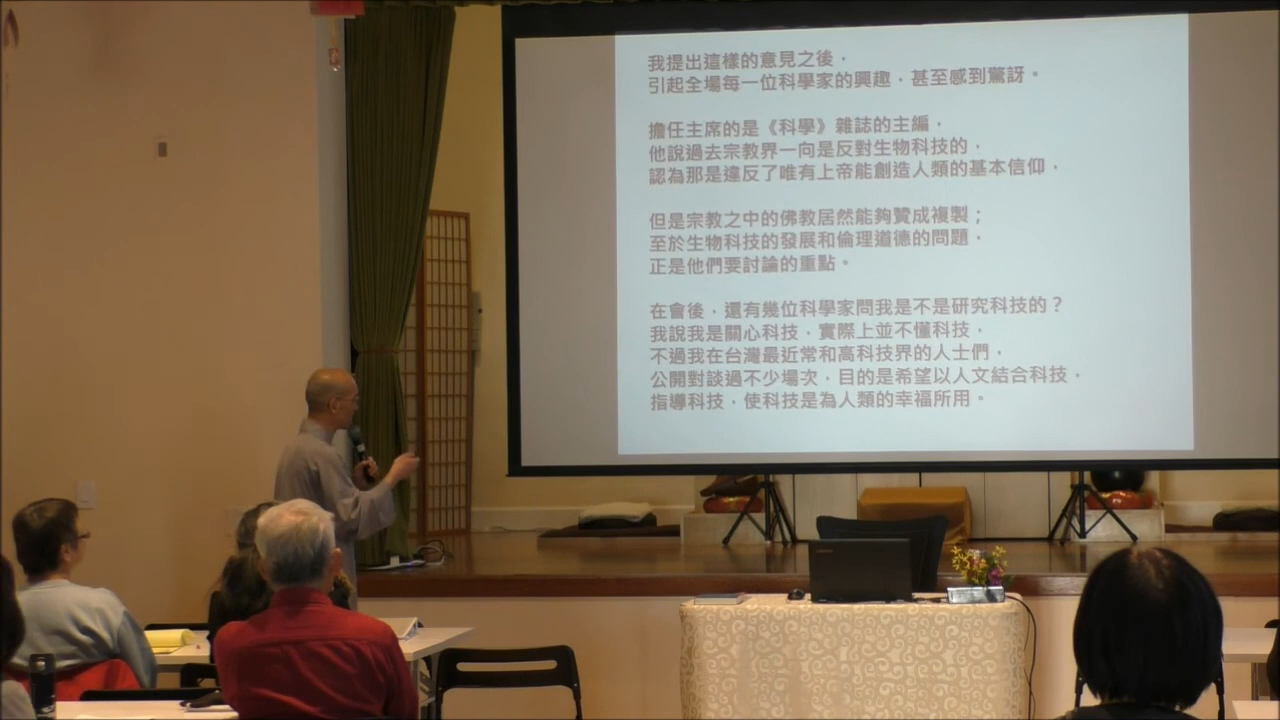 我提出這樣的意見之後，
引起全場每一位科學家的興趣，甚至感到驚訝。
擔任主席的是《科學》雜誌的主編，
他說過去宗教界一向是反對生物科技的，
認為那是違反了唯有上帝能創造人類的基本信仰，
但是宗教之中的佛教居然能夠贊成複製；
至於生物科技的發展和倫理道德的問題，
正是他們要討論的重點。
在會後，還有幾位科學家問我是不是研究科技的？
我說我是關心科技，實際上並不懂科技，
不過我在台灣最近常和高科技界的人士們，
公開對談過不少場次，目的是希望以人文結合科技，
指導科技，使科技是為人類的幸福所用。